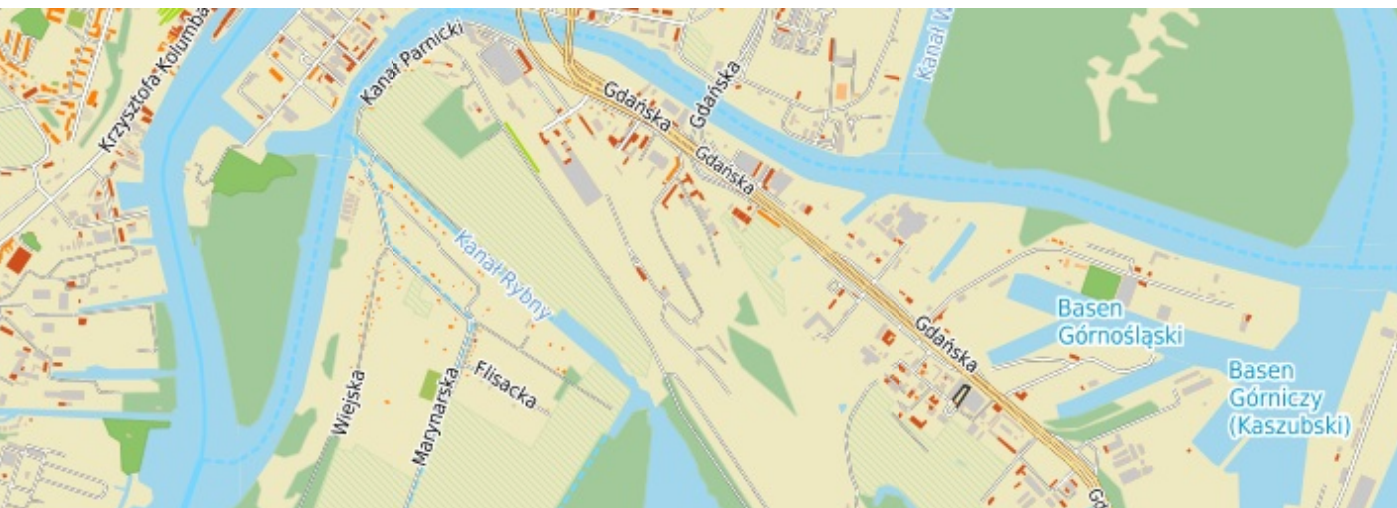 Krzysztofa Kolumba
Kanał Parnicki
Gdańska
Gdańska
Gdańska
Kanał Rybny
Basen
Górnośląski
Gdańska
Basen
Górniczy
(Kaszubski)
Wiejska
Marynarska
Flisacka